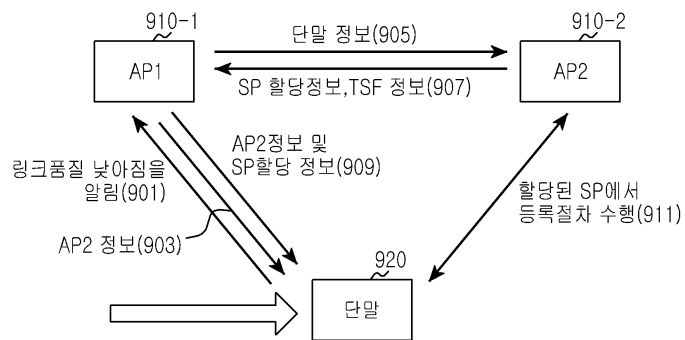 910-1
910-2
단말 정보(905)
AP1
AP2
SP 할당정보,TSF 정보(907)
AP2정보 및
SP할당 정보(909)
링크품질 낮아짐을
알림(901)
할당된 SP에서
등록절차 수행(911)
AP2 정보(903)
920
단말